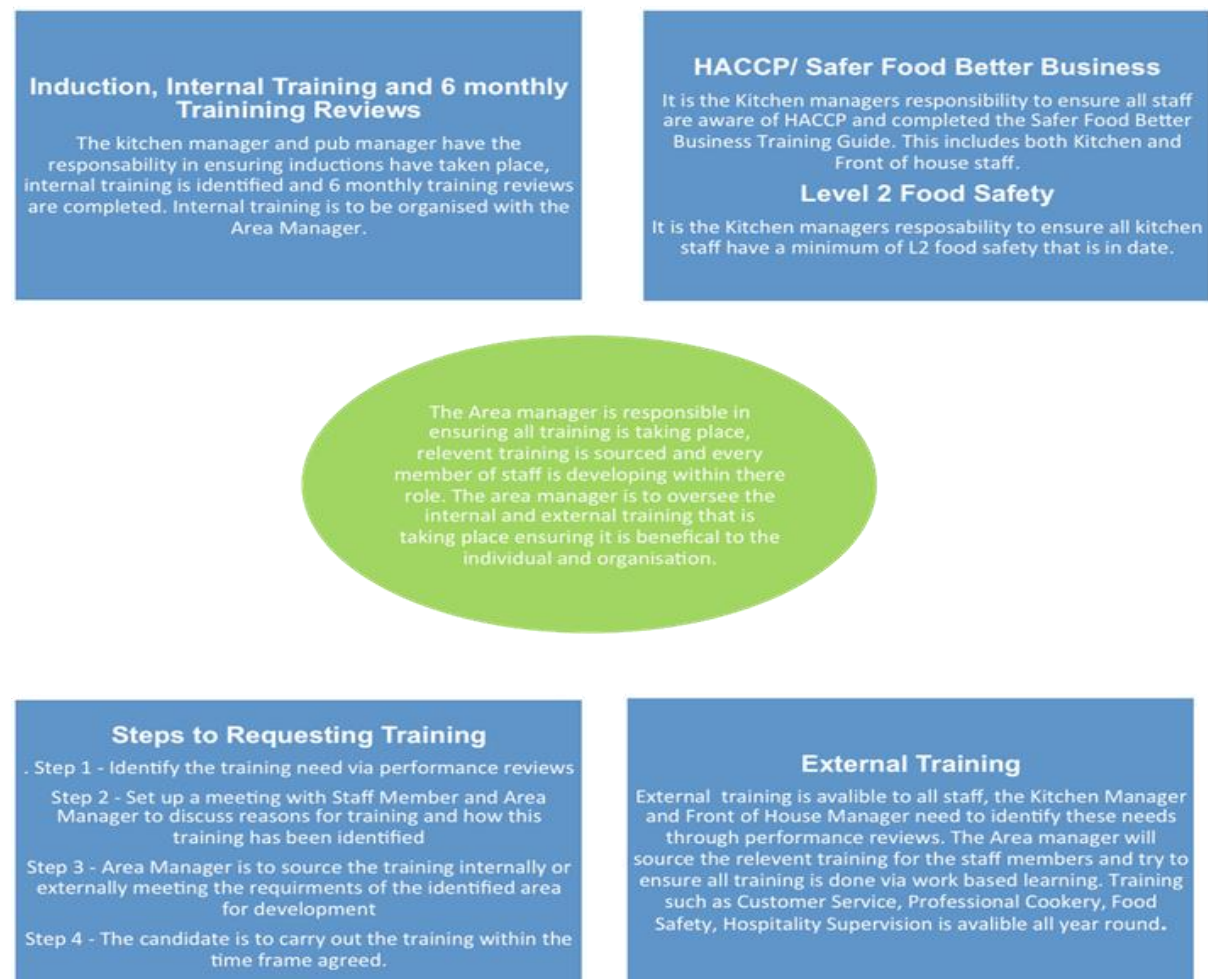 Induction, Internal Training and 6 monthly
Trainining Reviews
The kitchen manager and pub manager have the
responsability in ensuring inductions have taken place,
internal training is identified and 6 monthly training reviews
are completed. Internal training is to be organised with the
Area Manager.
HACCP/ Safer Food Better Business
It is the Kitchen managers responsibility to ensure all staff
are aware of HACCP and completed the Safer Food Better
Business Training Guide. This includes both Kitchen and
Front of house staff.
Level 2 Food Safety
It is the Kitchen managers resposability to ensure all kitchen
staff have a minimum of L2 food safety that is in date.
The Area manager is responsible in
ensuring all training is taking place,
relevent training is sourced and every
member of staff is developing within there
role. The area manager is to oversee the
internal and external training that is
taking place ensuring it is benefical to the
individual and organisation.
Steps to Requesting Training
. Step 1 - Identify the training need via performance reviews
Step 2 - Set up a meeting with Staff Member and Area
Manager to discuss reasons for training and how this
training has been identified
Step 3 - Area Manager is to source the training internally or
externally meeting the requirments of the identified area
for development
Step 4 - The candidate is to carry out the training within the
time frame agreed.
External Training
External training is avalible to all staff, the Kitchen Manager
and Front of House Manager need to identify these needs
through performance reviews. The Area manager will
source the relevent training for the staff members and try to
ensure all training is done via work based learning. Training
such as Customer Service, Professional Cookery, Food
Safety, Hospitality Supervision is avalible all year round.